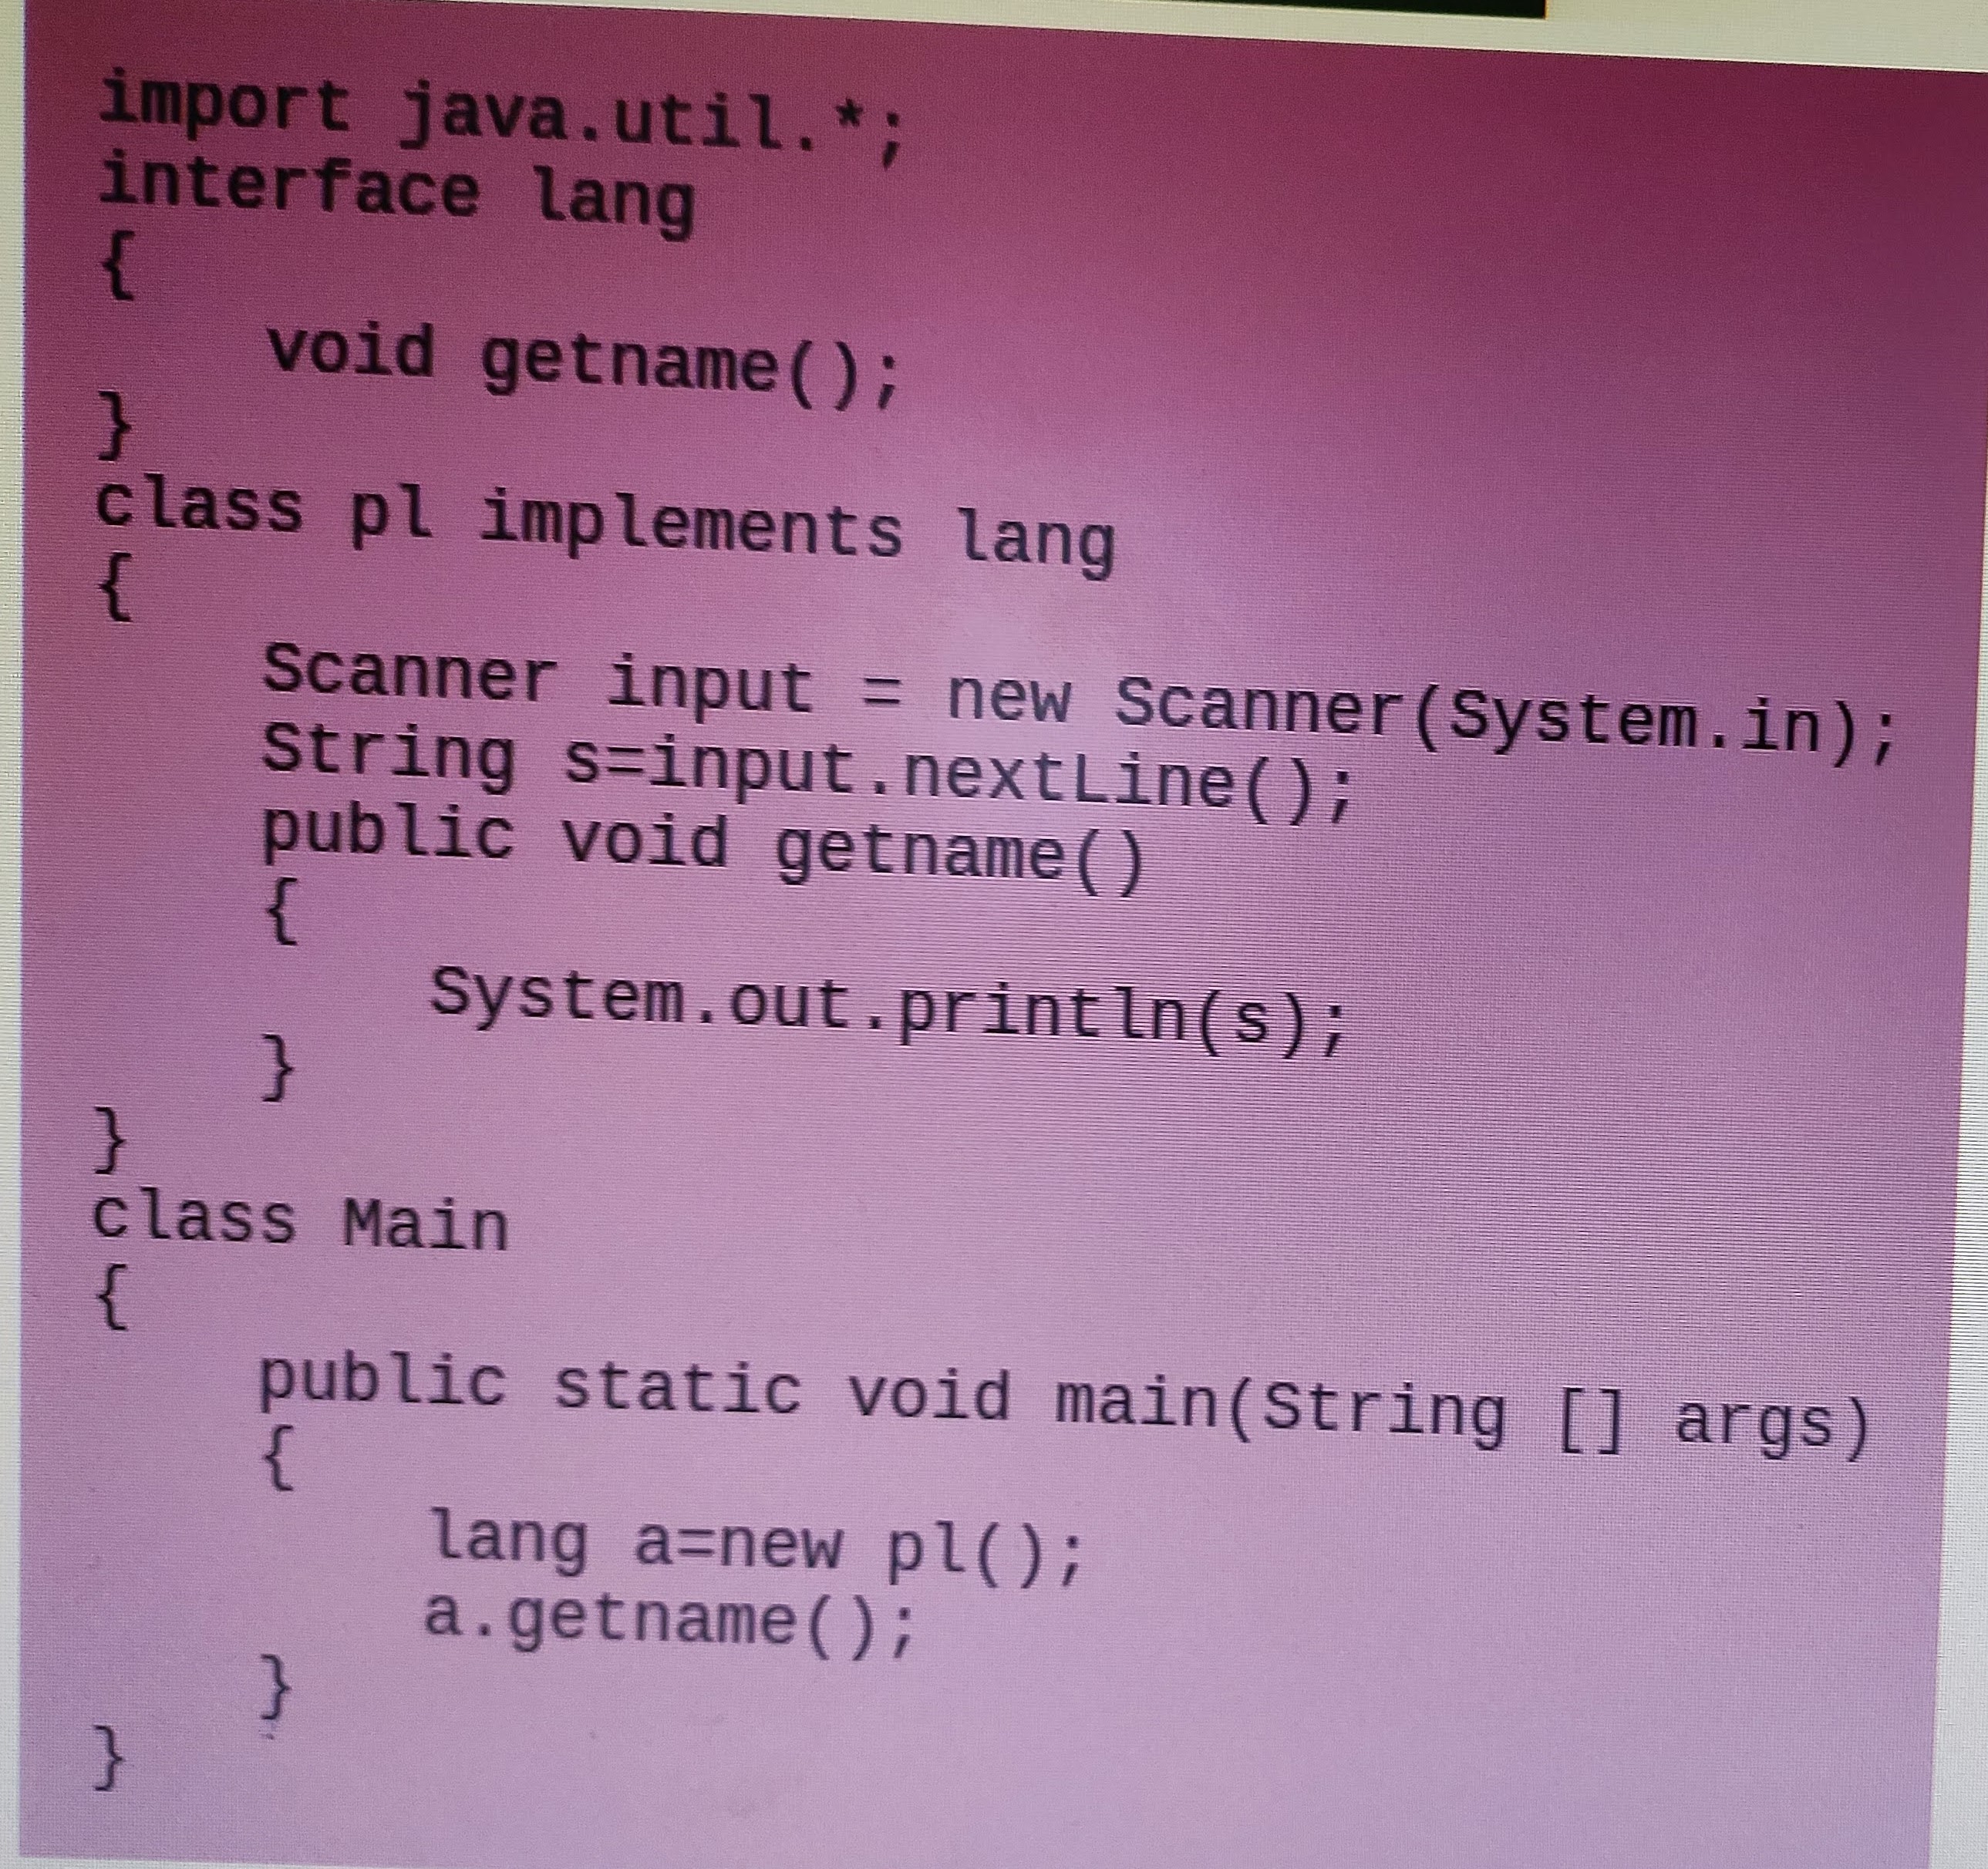 import java.util.*;
interface lang
{
    void getname();
}
class pl implements lang
{
    Scanner input = new Scanner(System.in);
    String s=input.nextLine();
    public void getname()
    {
        System.out.println(s);
    }
}
class Main
{
    public static void main(String [] args)
    {
        lang a=new pl();
        a.getname();
    }
}